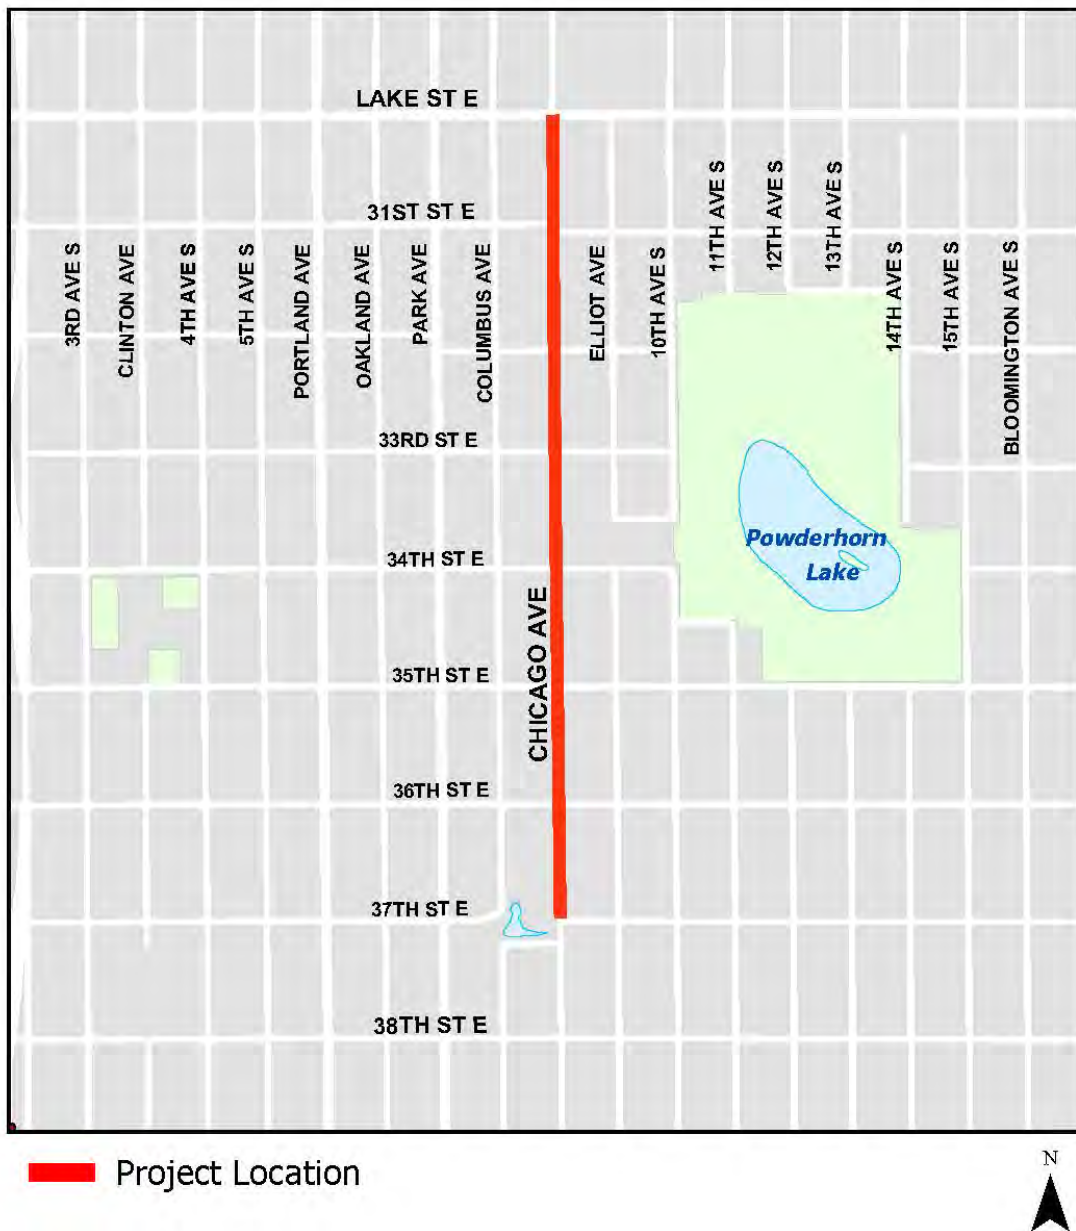 LAKE ST E
31ST ST E
3RD AVE S
CLINTON AVE
4TH AVE S
5TH AVE S
PORTLAND AVE
OAKLAND AVE
PARK AVE
COLUMBUS AVE
ELLIOT AVE
10TH AVE S
11TH AVE S
12TH AVE S
13TH AVE S
14TH AVE S
15TH AVE S
BLOOMINGTON AVE S
33RD ST E
34TH ST E
Powderhorn
Lake
CHICAGO AVE
35TH ST E
36TH ST E
37TH ST E
38TH ST E
Project Location
N